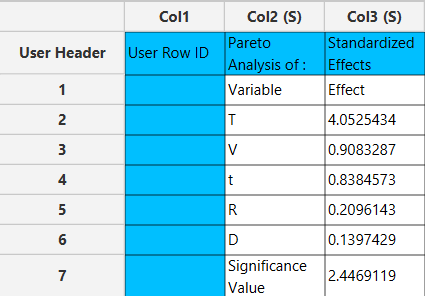 Col1 Col2 (S) Col3 (S)
User Header User Row ID Pareto Analysis of : Standardized Effects
1 Variable Effect
2 T 4.0525434
3 V 0.9083287
4 t 0.8384573
5 R 0.2096143
6 D 0.1397429
7 Significance Value 2.4469119